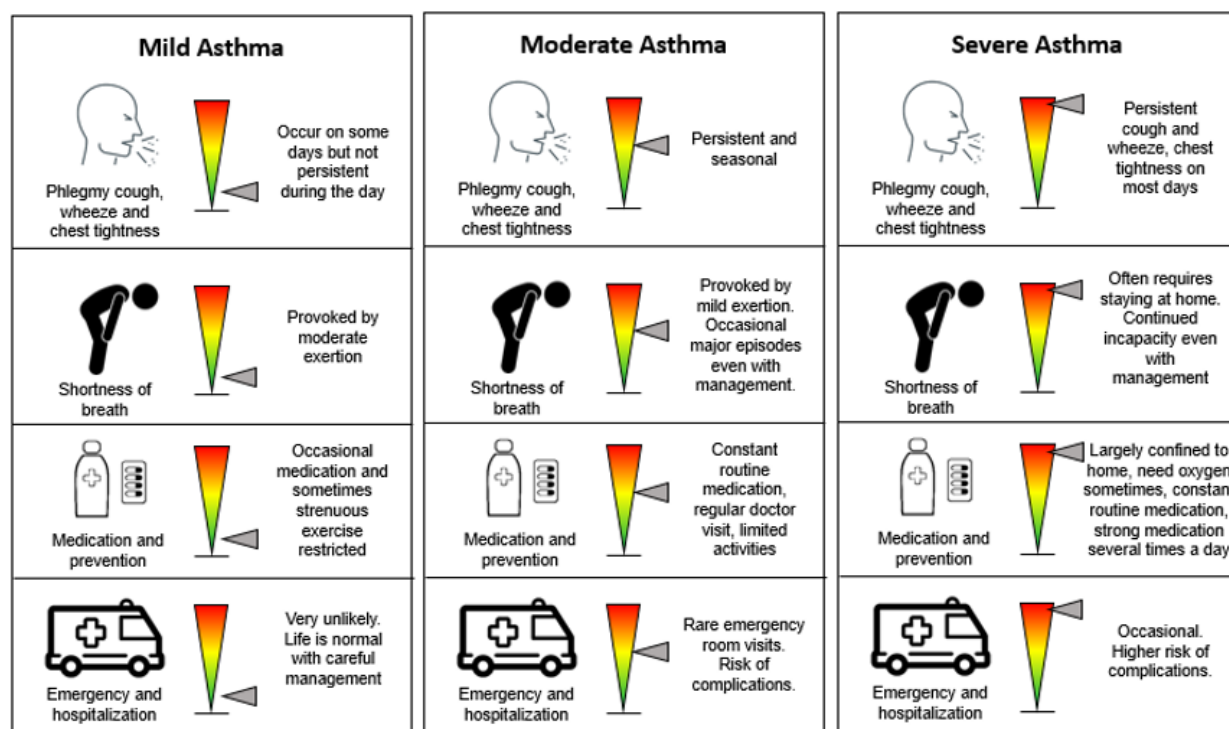 Mild Asthma
Phlegmy cough,
wheeze and
chest tightness
Occur on some
days but not
persistent
during the day
Shortness of
breath
Provoked by
moderate
exertion
Medication and
prevention
Occasional
medication and
sometimes
strenuous
exercise
restricted
Emergency and
hospitalization
Very unlikely.
Life is normal
with careful
management
Moderate Asthma
Phlegmy cough,
wheeze and
chest tightness
Persistent and
seasonal
Shortness of
breath
Provoked by
mild exertion.
Occasional
major episodes
even with
management.
Medication and
prevention
Constant
routine
medication,
regular doctor
visit, limited
activities
Emergency and
hospitalization
Rare emergency
room visits.
Risk of
complications.
Severe Asthma
Phlegmy cough,
wheeze and
chest tightness
Persistent
cough and
wheeze, chest
tightness on
most days
Shortness of
breath
Often requires
staying at home.
Continued
incapacity even
with
management
Medication and
prevention
Largely confined to
home, need oxygen
sometimes, constant
routine medication,
strong medication
several times a day
Emergency and
hospitalization
Occasional.
Higher risk of
complications.